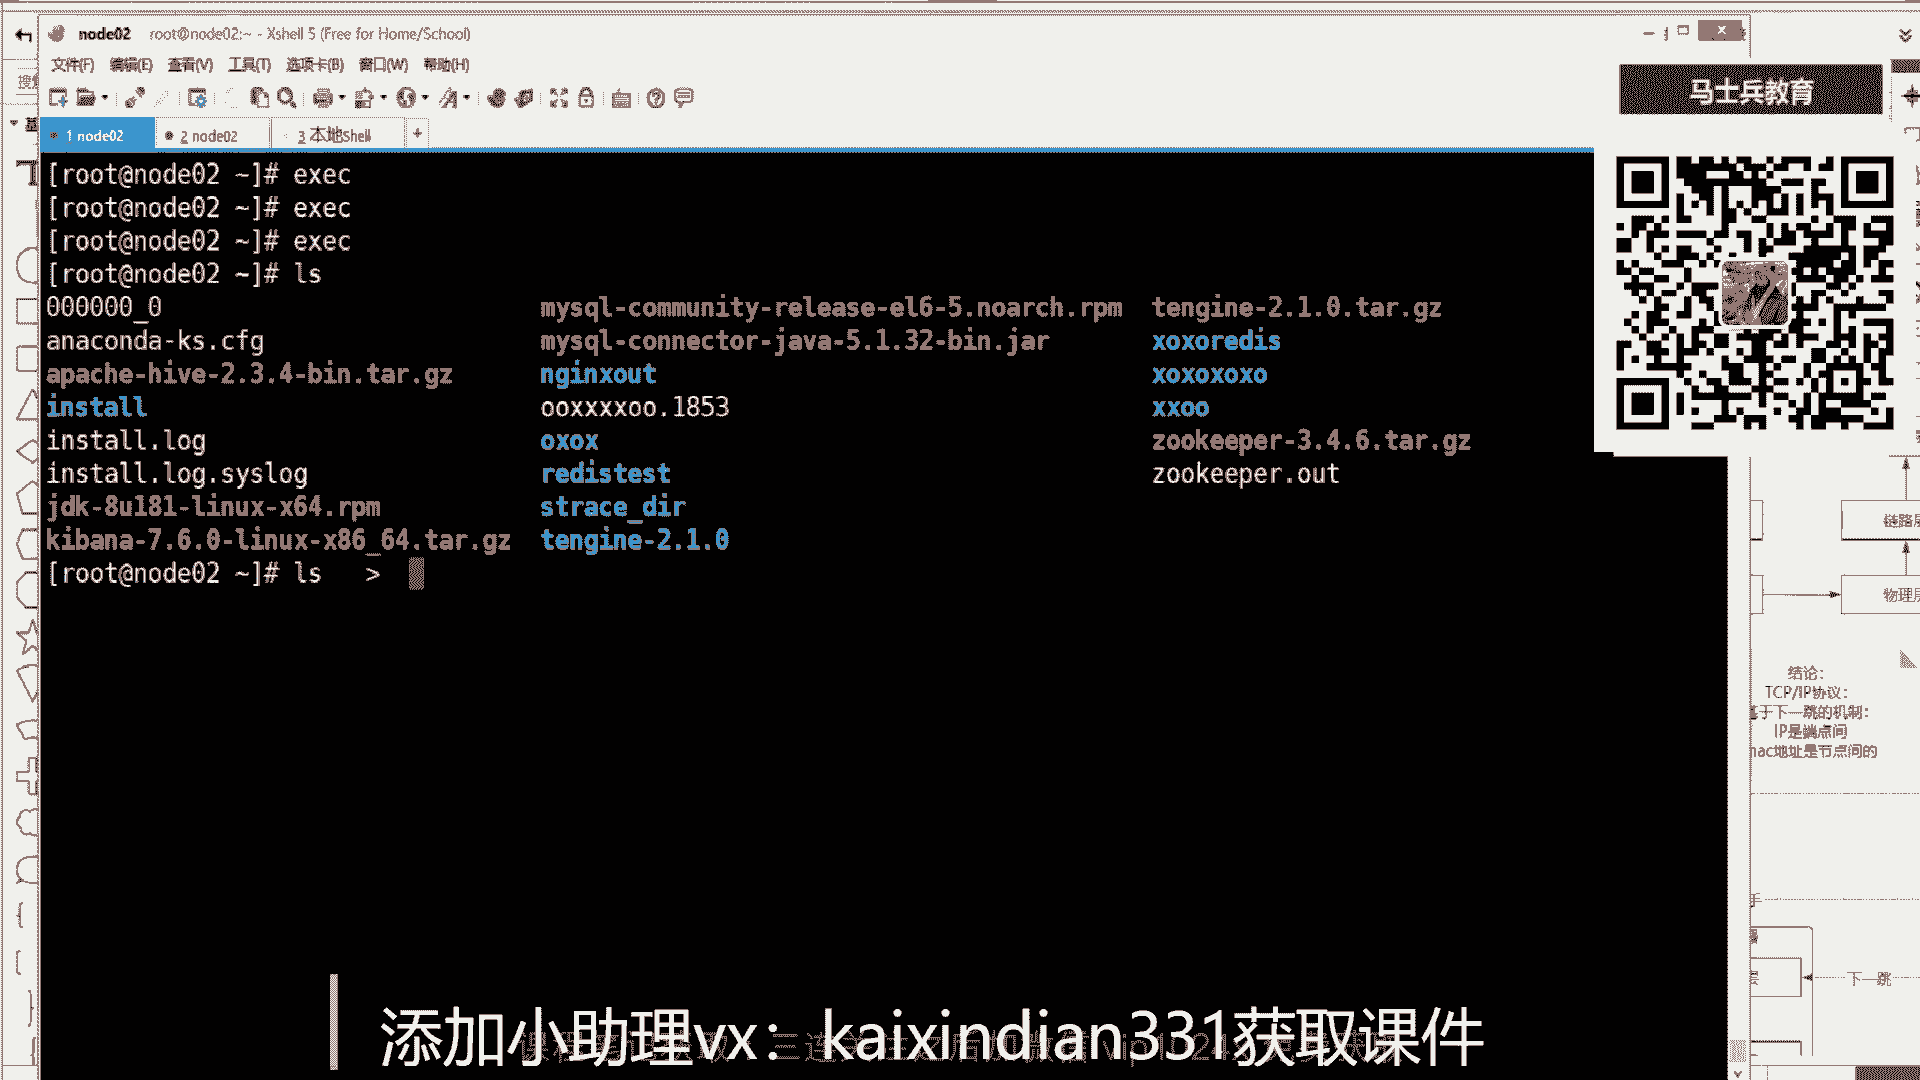 node02 root@node02:~ - Xshell 5 (Free for Home/School)
文件(F) 编辑(E) 查看(V) 工具(T) 选项卡(B) 窗口(W) 帮助(H)
1 node02 2 node02 3 本地Shell +
马士兵教育
[root@node02 ~]# exec
[root@node02 ~]# exec
[root@node02 ~]# exec
[root@node02 ~]# ls
000000_0 mysql-community-release-el6-5.noarch.rpm tengine-2.1.0.tar.gz
anaconda-ks.cfg mysql-connector-java-5.1.32-bin.jar xoxoredis
apache-hive-2.3.4-bin.tar.gz nginxout xoxoxoxo
install ooxxxxoo.1853 xxoo
install.log oxox zookeeper-3.4.6.tar.gz
install.log.syslog redistest zookeeper.out
jdk-8u181-linux-x64.rpm strace_dir
kibana-7.6.0-linux-x86_64.tar.gz tengine-2.1.0
[root@node02 ~]# ls >
链路层
物理层
结论：
TCP/IP协议：
基于下一跳的机制：
IP是端点间
mac地址是节点间的
下一跳
添加小助理vx：kaixindian331获取课件